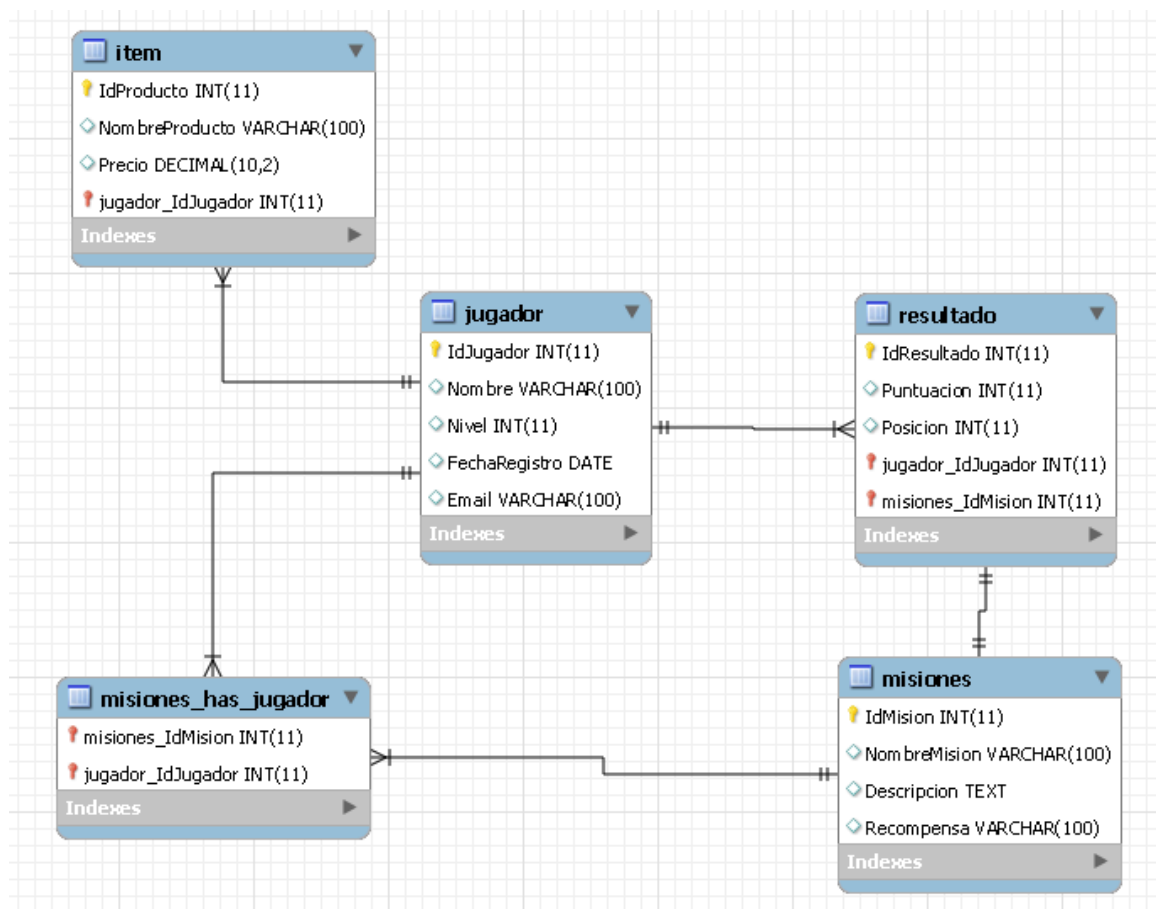 item
IdProducto INT(11)
NombreProducto VARCHAR(100)
Precio DECIMAL(10,2)
jugador_IdJugador INT(11)
Indexes
jugador
IdJugador INT(11)
Nombre VARCHAR(100)
Nivel INT(11)
FechaRegistro DATE
Email VARCHAR(100)
Indexes
resultado
IdResultado INT(11)
Puntuacion INT(11)
Posicion INT(11)
jugador_IdJugador INT(11)
misiones_IdMision INT(11)
Indexes
misiones_has_jugador
misiones_IdMision INT(11)
jugador_IdJugador INT(11)
Indexes
misiones
IdMision INT(11)
NombreMision VARCHAR(100)
Descripcion TEXT
Recompensa VARCHAR(100)
Indexes